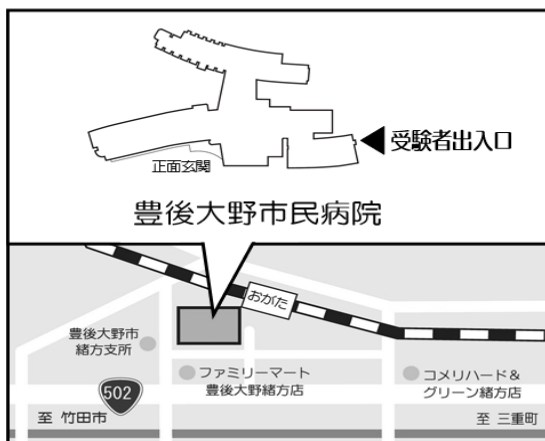 受験者出入口
正面玄関
豊後大野市民病院
おがた
豊後大野市
緒方支所
ファミリーマート
豊後大野緒方店
コメリハード&
グリーン緒方店
502
至 竹田市
至 三重町